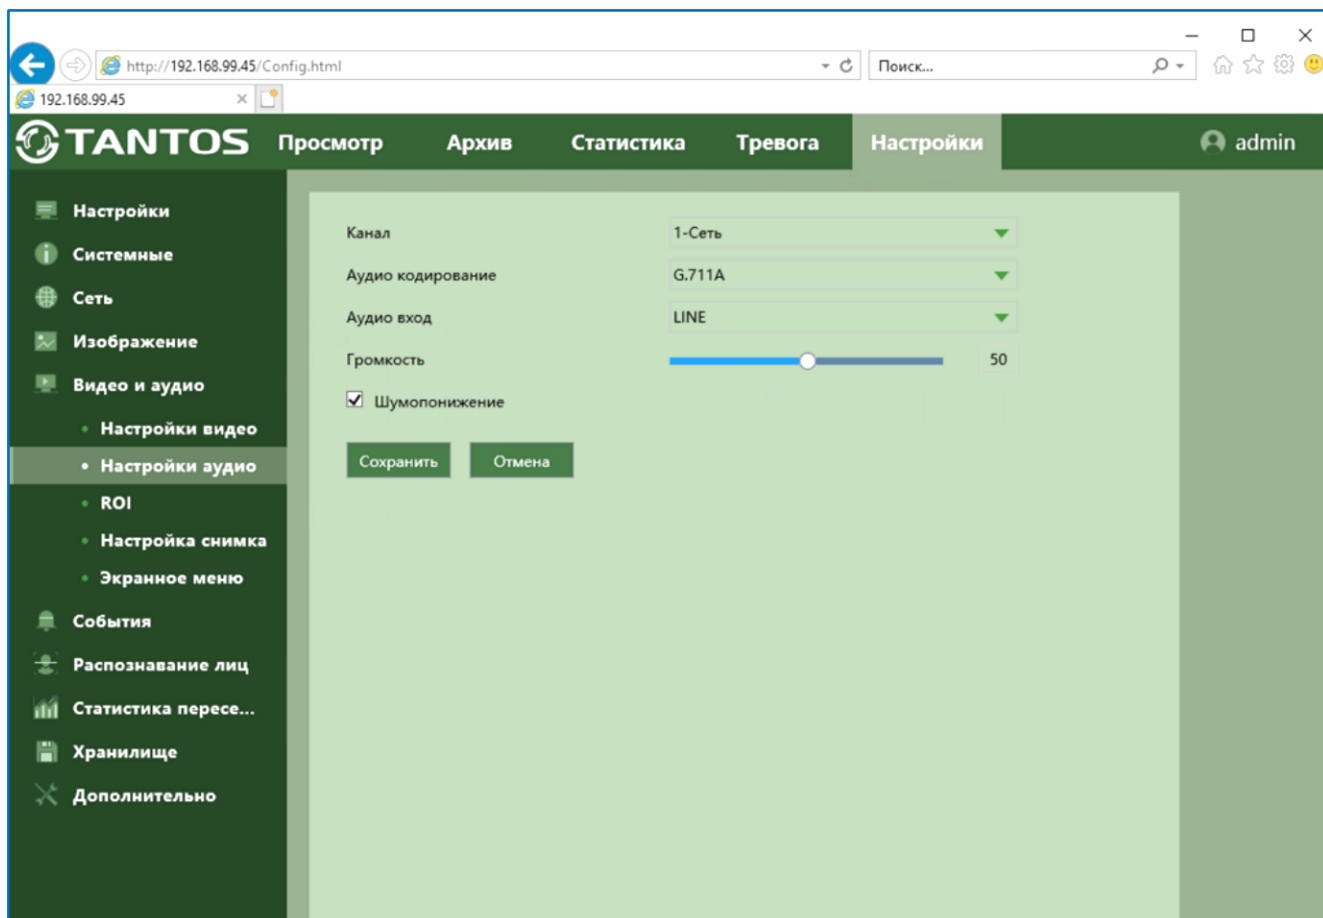 http://192.168.99.45/Config.html
Поиск...
192.168.99.45
TANTOS Просмотр Архив Статистика Тревога Настройки admin
Настройки
Системные
Сеть
Изображение
Видео и аудио
Настройки видео
Настройки аудио
ROI
Настройка снимка
Экранное меню
События
Распознавание лиц
Статистика пересе...
Хранилище
Дополнительно
Канал 1-Сеть
Аудио кодирование G.711A
Аудио вход LINE
Громкость 50
Шумопонижение
Сохранить Отмена